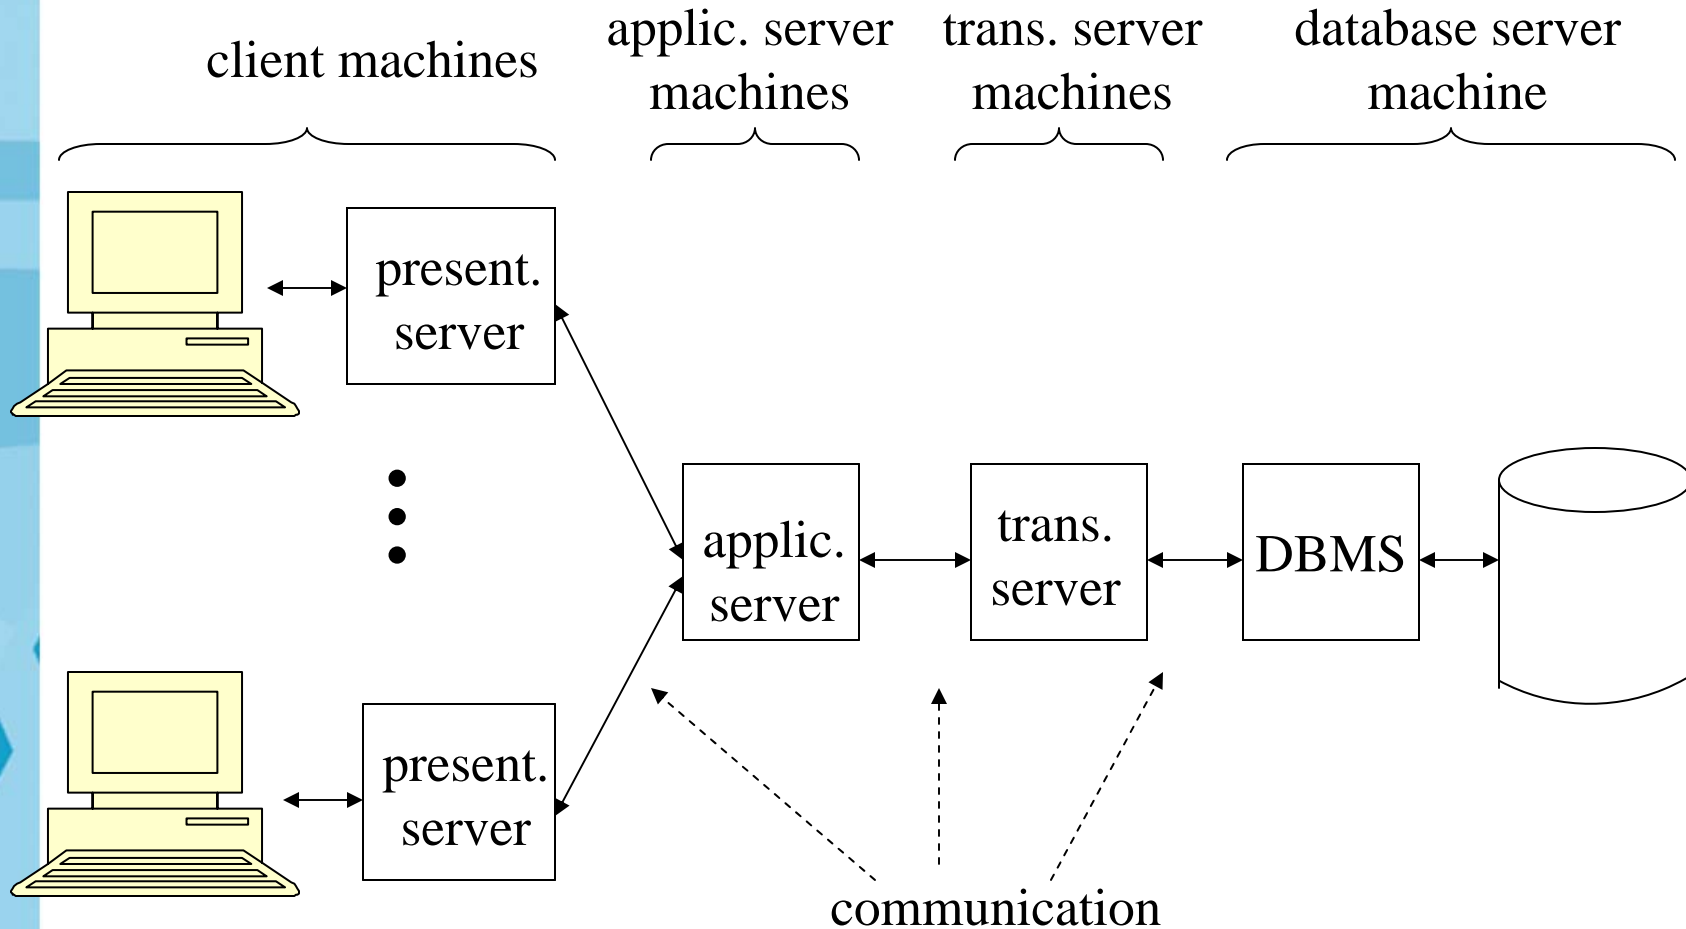 client machines
applic. server
machines
trans. server
machines
database server
machine
present.
server
present.
server
applic.
server
trans.
server
DBMS
communication